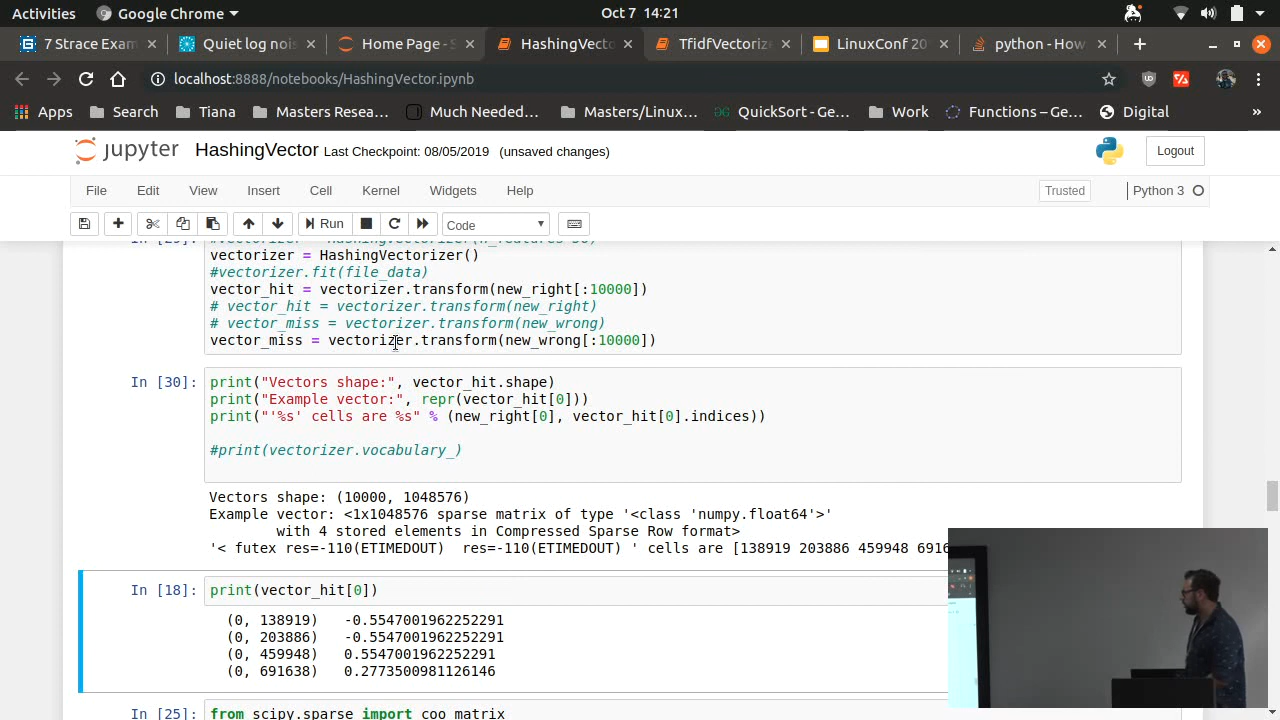 Activities Google Chrome Oct 7 14:21
7 Strace Exam Quiet log nois Home Page - S HashingVecto TfidfVectorize LinuxConf 20 python - How
localhost:8888/notebooks/HashingVector.ipynb
Apps Search Tiana Masters Resea... Much Needed... Masters/Linux... QuickSort - Ge... Work Functions – Ge... Digital »
jupyter HashingVector Last Checkpoint: 08/05/2019 (unsaved changes) Logout
File Edit View Insert Cell Kernel Widgets Help Trusted Python 3
Run Code
vectorizer = HashingVectorizer()
#vectorizer.fit(file_data)
vector_hit = vectorizer.transform(new_right[:10000])
# vector_hit = vectorizer.transform(new_right)
# vector_miss = vectorizer.transform(new_wrong)
vector_miss = vectorizer.transform(new_wrong[:10000])
In [30]: print("Vectors shape:", vector_hit.shape)
print("Example vector:", repr(vector_hit[0]))
print("'%s' cells are %s" % (new_right[0], vector_hit[0].indices))
#print(vectorizer.vocabulary_)
Vectors shape: (10000, 1048576)
Example vector: <1x1048576 sparse matrix of type '<class 'numpy.float64'>'
with 4 stored elements in Compressed Sparse Row format>
'< futex res=-110(ETIMEDOUT)  res=-110(ETIMEDOUT) ' cells are [138919 203886 459948 6916
In [18]: print(vector_hit[0])
(0, 138919) -0.5547001962252291
(0, 203886) -0.5547001962252291
(0, 459948) 0.5547001962252291
(0, 691638) 0.2773500981126146
In [25]: from scipy.sparse import coo_matrix